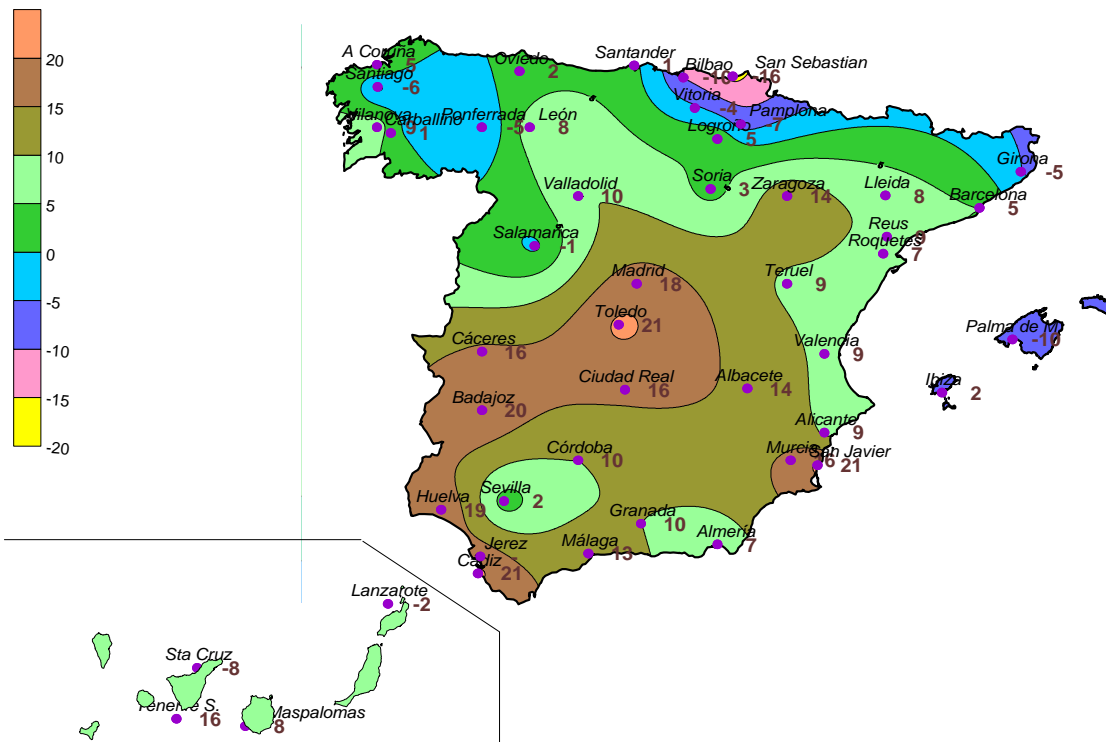 20
15
10
5
0
-5
-10
-15
-20
A Coruña 5
Santiago -6
Vilanova 9
Carballino 1
Ponferrada -5
Oviedo 2
León 8
Santander 1
Bilbao -10
San Sebastian
Vitoria -4
Pamplona -7
Logroño 5
Soria 3
Zaragoza 14
Lleida 8
Girona -5
Barcelona 5
Reus 9
Roquetes 7
Valladolid 10
Salamanca -1
Madrid 18
Teruel 9
Toledo 21
Cáceres 16
Valencia 9
Palma de M. -10
Ciudad Real 16
Albacete 14
Ibiza 2
Badajoz 20
Alicante 9
Córdoba 10
Murcia
San Javier 21
Sevilla 2
Huelva 19
Granada 10
Almería 7
Jerez
Málaga 13
Cádiz 21
Lanzarote -2
Sta Cruz -8
Tenerife S. 16
Maspalomas 8